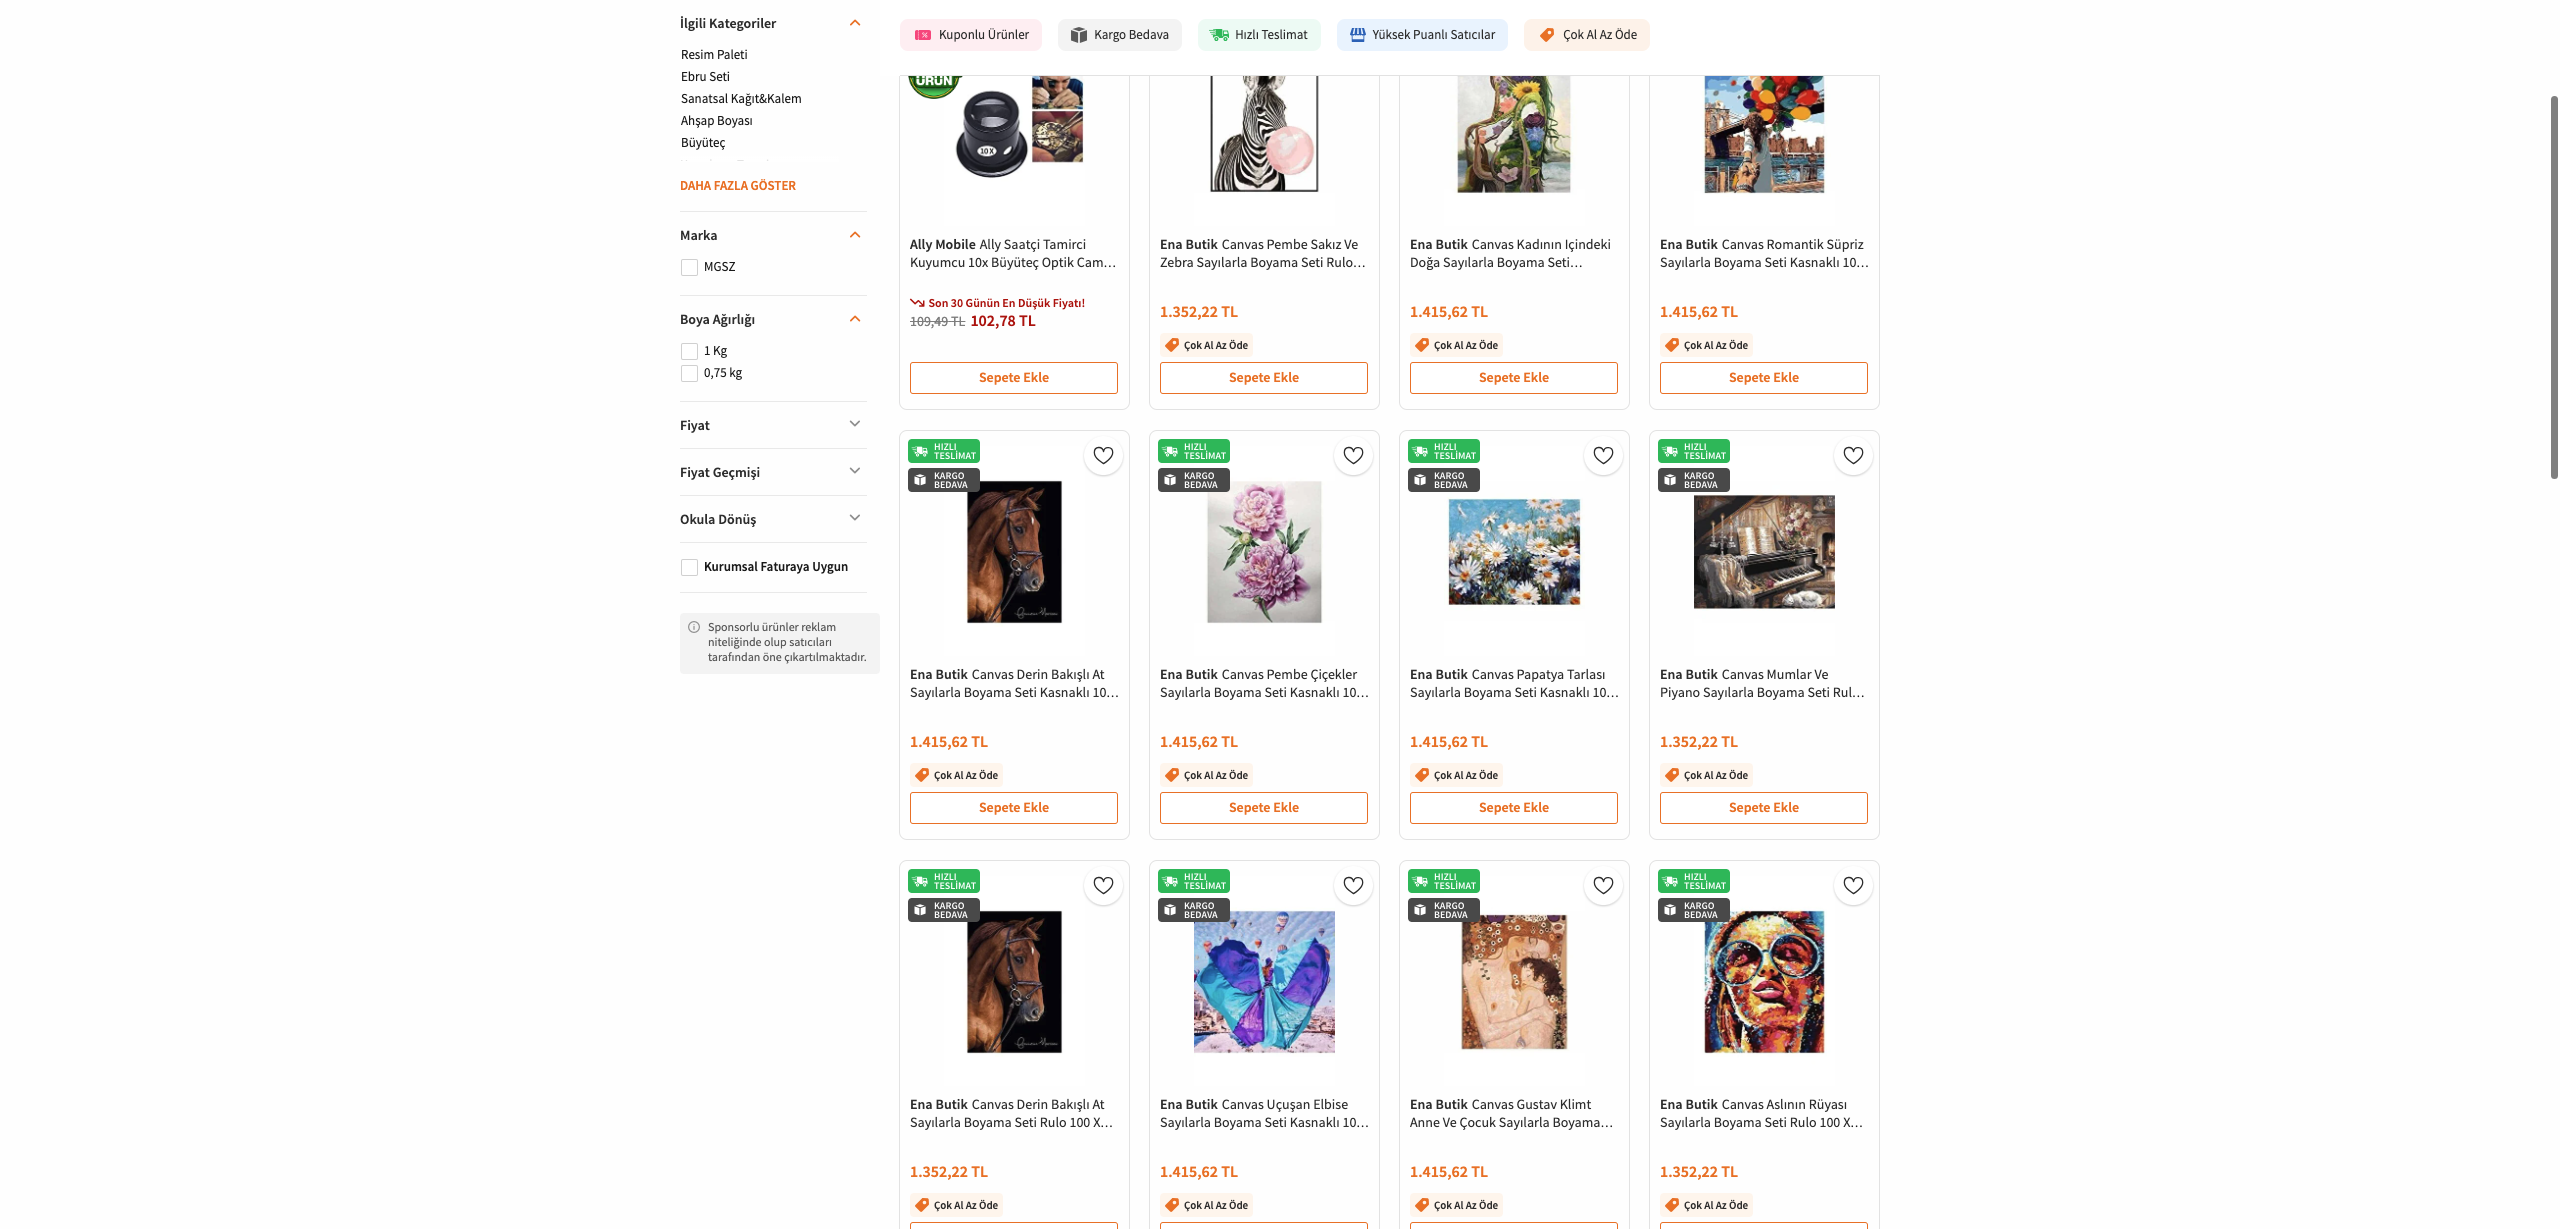 İlgili Kategoriler
Resim Paleti
Ebru Seti
Sanatsal Kağıt&Kalem
Ahşap Boyası
Büyüteç
DAHA FAZLA GÖSTER
Marka
MGSZ
Boya Ağırlığı
1 Kg
0,75 kg
Fiyat
Fiyat Geçmişi
Okula Dönüş
Kurumsal Faturaya Uygun
Sponsorlu ürünler reklam
niteliğinde olup satıcıları
tarafından öne çıkartılmaktadır.
Kuponlu Ürünler
Kargo Bedava
Hızlı Teslimat
Yüksek Puanlı Satıcılar
Çok Al Az Öde
ÜRÜN
10X
Ally Mobile Ally Saatçi Tamirci
Kuyumcu 10x Büyüteç Optik Cam…
Son 30 Günün En Düşük Fiyatı!
109,49 TL 102,78 TL
Sepete Ekle
Ena Butik Canvas Pembe Sakız Ve
Zebra Sayılarla Boyama Seti Rulo…
1.352,22 TL
Çok Al Az Öde
Sepete Ekle
Ena Butik Canvas Kadının Içindeki
Doğa Sayılarla Boyama Seti…
1.415,62 TL
Çok Al Az Öde
Sepete Ekle
Ena Butik Canvas Romantik Süpriz
Sayılarla Boyama Seti Kasnaklı 10…
1.415,62 TL
Çok Al Az Öde
Sepete Ekle
HIZLI
TESLİMAT
KARGO
BEDAVA
Ena Butik Canvas Derin Bakışlı At
Sayılarla Boyama Seti Kasnaklı 10…
1.415,62 TL
Çok Al Az Öde
Sepete Ekle
HIZLI
TESLİMAT
KARGO
BEDAVA
Ena Butik Canvas Pembe Çiçekler
Sayılarla Boyama Seti Kasnaklı 10…
1.415,62 TL
Çok Al Az Öde
Sepete Ekle
HIZLI
TESLİMAT
KARGO
BEDAVA
Ena Butik Canvas Papatya Tarlası
Sayılarla Boyama Seti Kasnaklı 10…
1.415,62 TL
Çok Al Az Öde
Sepete Ekle
HIZLI
TESLİMAT
KARGO
BEDAVA
Ena Butik Canvas Mumlar Ve
Piyano Sayılarla Boyama Seti Rul…
1.352,22 TL
Çok Al Az Öde
Sepete Ekle
HIZLI
TESLİMAT
KARGO
BEDAVA
Ena Butik Canvas Derin Bakışlı At
Sayılarla Boyama Seti Rulo 100 X…
1.352,22 TL
Çok Al Az Öde
HIZLI
TESLİMAT
KARGO
BEDAVA
Ena Butik Canvas Uçuşan Elbise
Sayılarla Boyama Seti Kasnaklı 10…
1.415,62 TL
Çok Al Az Öde
HIZLI
TESLİMAT
KARGO
BEDAVA
Ena Butik Canvas Gustav Klimt
Anne Ve Çocuk Sayılarla Boyama…
1.415,62 TL
Çok Al Az Öde
HIZLI
TESLİMAT
KARGO
BEDAVA
Ena Butik Canvas Aslının Rüyası
Sayılarla Boyama Seti Rulo 100 X…
1.352,22 TL
Çok Al Az Öde